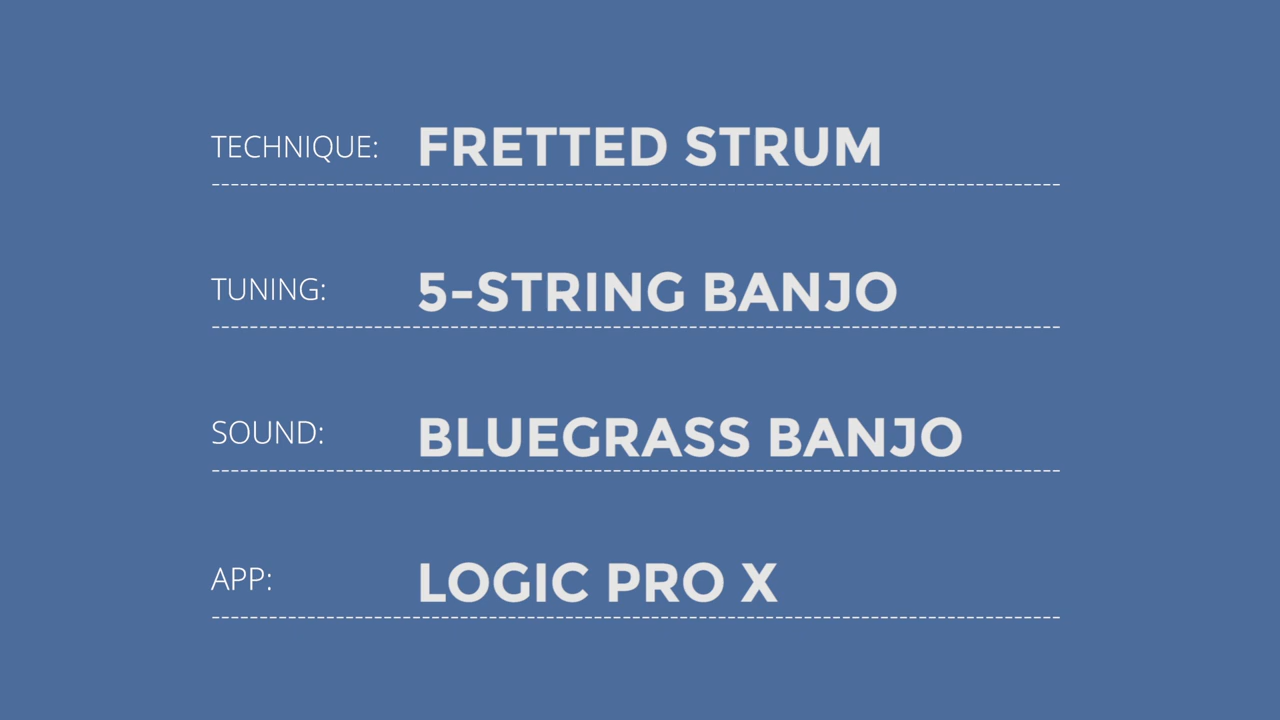 TECHNIQUE: FRETTED STRUM
TUNING: 5-STRING BANJO
SOUND: BLUEGRASS BANJO
APP: LOGIC PRO X